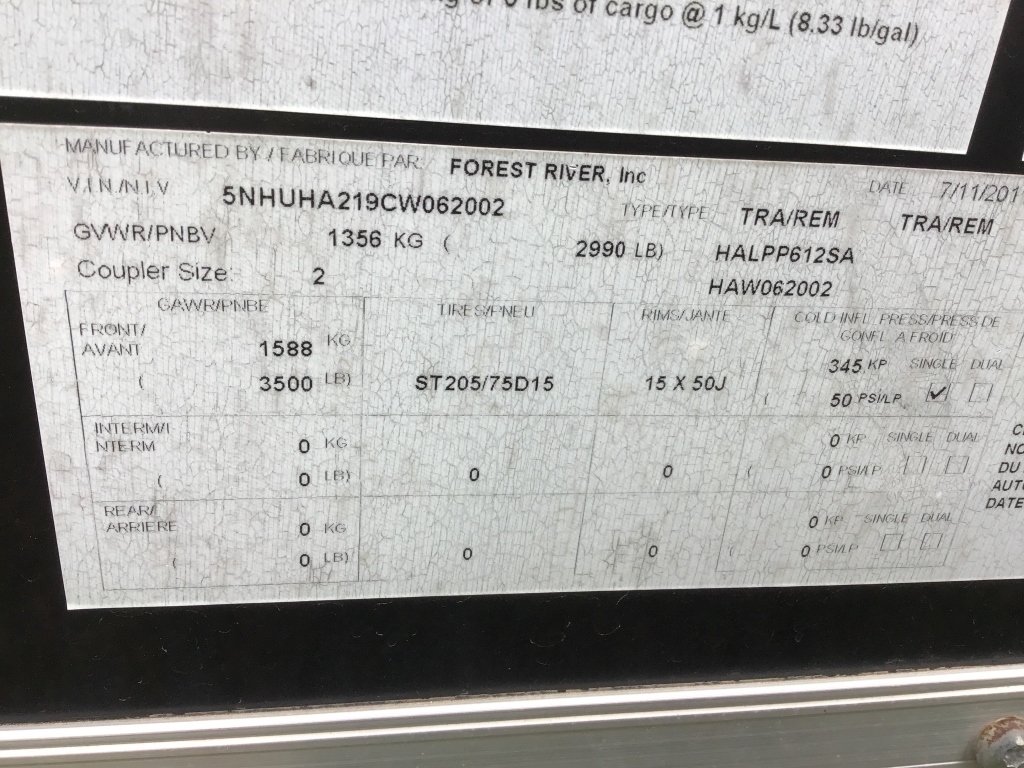 lbs of cargo @ 1 kg/L (8.33 lb/gal)
MANUFACTURED BY / FABRIQUE PAR: FOREST RIVER, Inc DATE 7/11/201
V.I.N./N.I.V 5NHUHA219CW062002 TYPE/TYPE TRA/REM TRA/REM
GVWR/PNBV 1356 KG ( 2990 LB) HALPP612SA
Coupler Size: 2 HAW062002
GAWR/PNBE TIRES/PNEU RIMS/JANTE COLD INFL. PRESS/PRESS DE
GONFL. A FROID
FRONT/
AVANT 1588 KG 345 KP SINGLE DUAL
( 3500 LB) ST205/75D15 15 X 50J ( 50 PSI/LP ✓
INTERM/I
NTERM 0 KG 0 KP SINGLE DUAL
( 0 LB) 0 0 ( 0 PSI/LP
REAR/
ARRIERE 0 KG 0 KP SINGLE DUAL
( 0 LB) 0 0 ( 0 PSI/LP
DU
AUTO
DATE